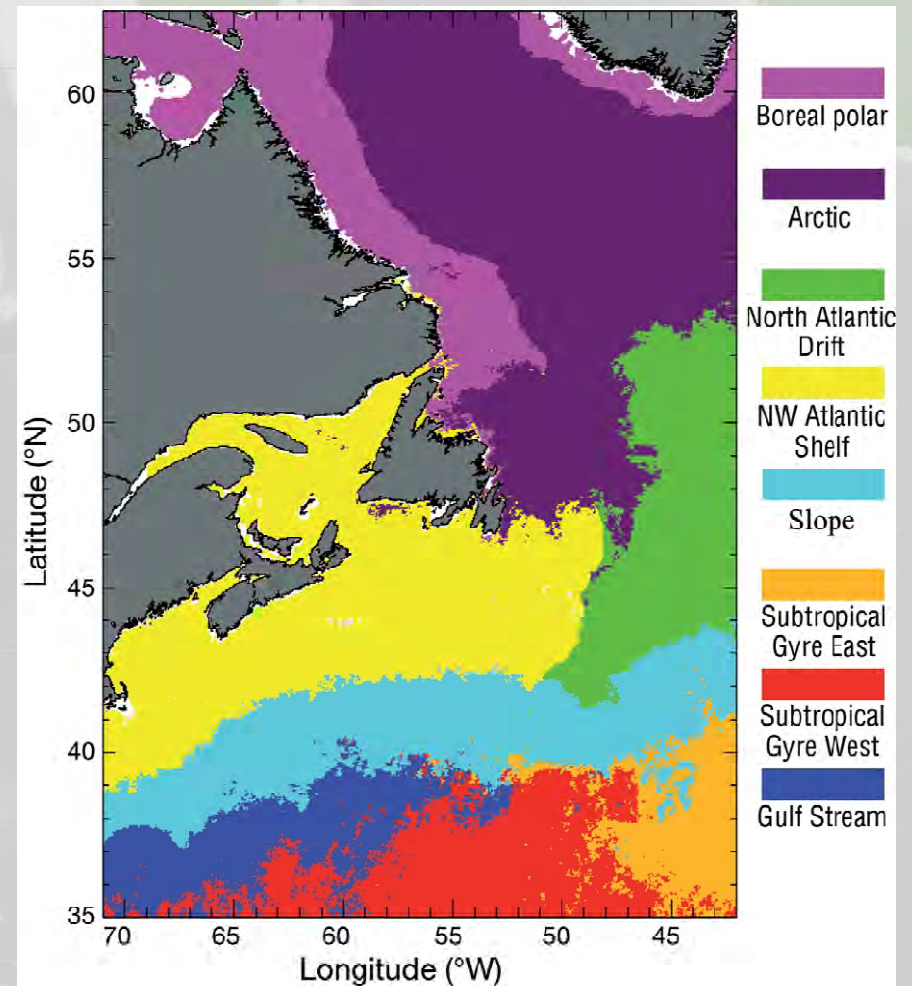 60
55
50
45
40
35
Latitude (°N)
70
65
60
55
50
45
Longitude (°W)
Boreal polar
Arctic
North Atlantic
Drift
NW Atlantic
Shelf
Slope
Subtropical
Gyre East
Subtropical
Gyre West
Gulf Stream